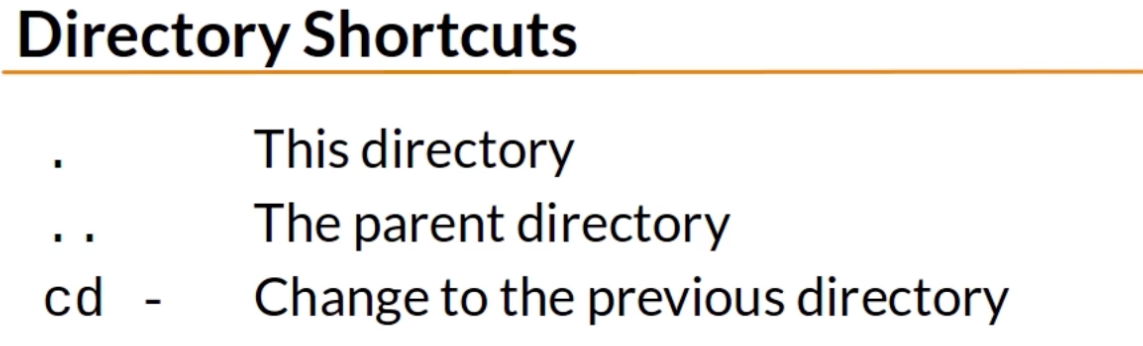 Directory Shortcuts
. This directory
.. The parent directory
cd - Change to the previous directory